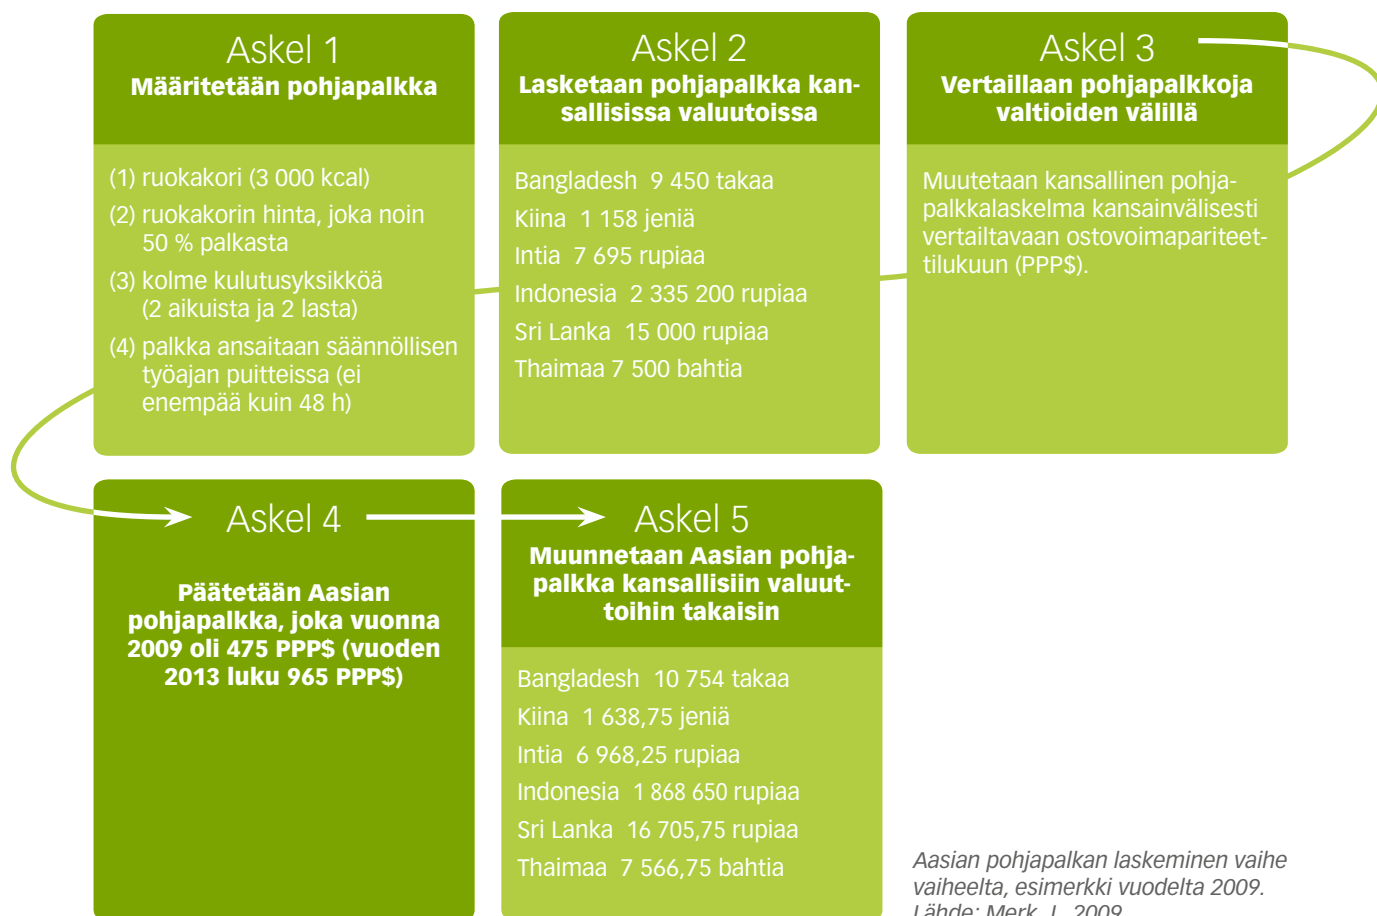 Askel 1
Määritetään pohjapalkka
(1) ruokakori (3 000 kcal)
(2) ruokakorin hinta, joka noin
50 % palkasta
(3) kolme kulutusyksikköä
(2 aikuista ja 2 lasta)
(4) palkka ansaitaan säännöllisen
työajan puitteissa (ei
enempää kuin 48 h)
Askel 2
Lasketaan pohjapalkka kan-
sallisissa valuutoissa
Bangladesh 9 450 takaa
Kiina 1 158 jeniä
Intia 7 695 rupiaa
Indonesia 2 335 200 rupiaa
Sri Lanka 15 000 rupiaa
Thaimaa 7 500 bahtia
Askel 3
Vertaillaan pohjapalkkoja
valtioiden välillä
Muutetaan kansallinen pohja-
palkkalaskelma kansainvälisesti
vertailtavaan ostovoimapariteet-
tilukuun (PPP$).
Askel 4
Päätetään Aasian
pohjapalkka, joka vuonna
2009 oli 475 PPP$ (vuoden
2013 luku 965 PPP$)
Askel 5
Muunnetaan Aasian pohja-
palkka kansallisiin valuut-
toihin takaisin
Bangladesh 10 754 takaa
Kiina 1 638,75 jeniä
Intia 6 968,25 rupiaa
Indonesia 1 868 650 rupiaa
Sri Lanka 16 705,75 rupiaa
Thaimaa 7 566,75 bahtia
Aasian pohjapalkan laskeminen vaihe
vaiheelta, esimerkki vuodelta 2009.
Lähde: Merk, J., 2009